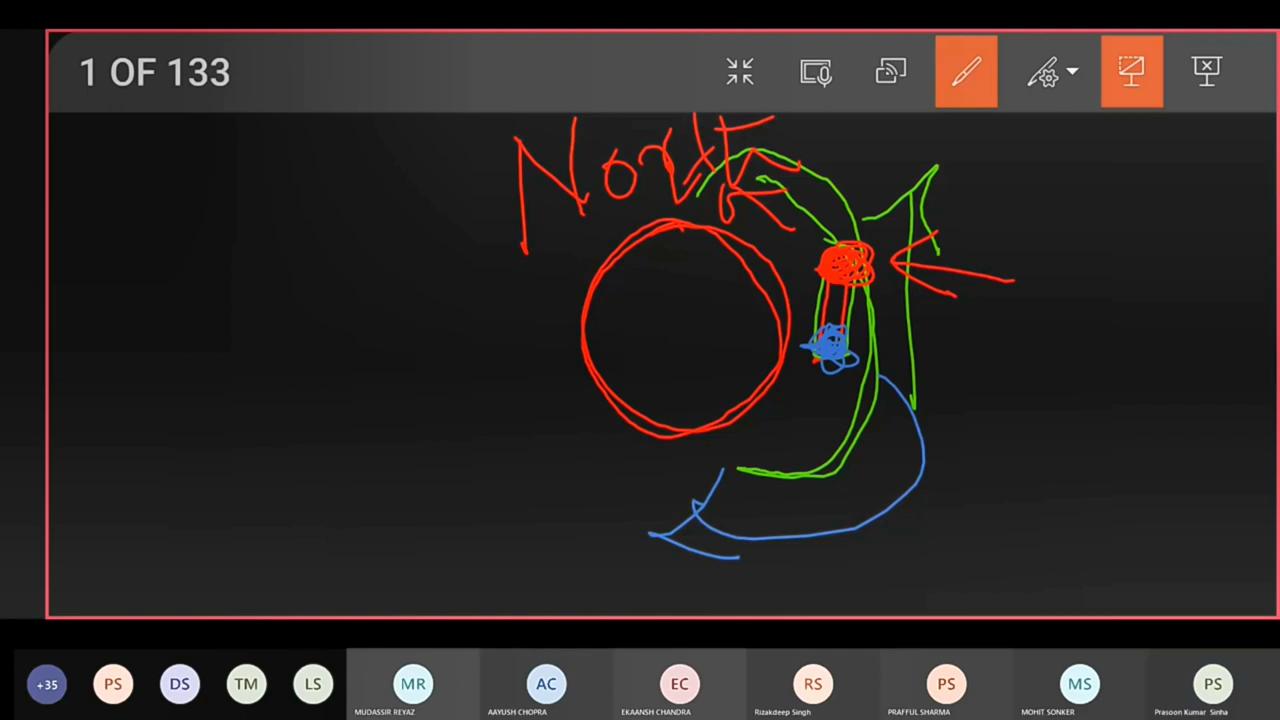 1 OF 133
North
+35
PS
DS
TM
LS
MR
AC
EC
RS
PS
MS
PS
MUDASSIR REYAZ
AAYUSH CHOPRA
EKAANSH CHANDRA
Rizakdeep Singh
PRAFFUL SHARMA
MOHIT SONKER
Prasoon Kumar Sinha